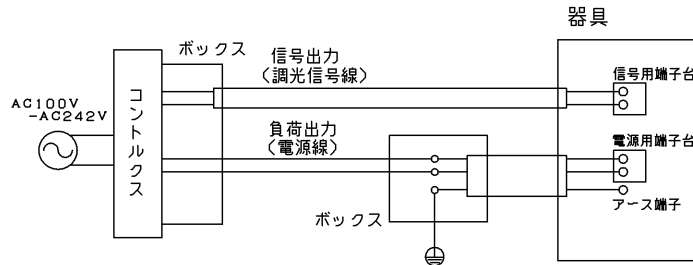 器具
ボックス
信号出力
（調光信号線）
信号用端子台
AC100V
-AC242V
コントルクス
負荷出力
（電源線）
電源用端子台
アース端子
ボックス